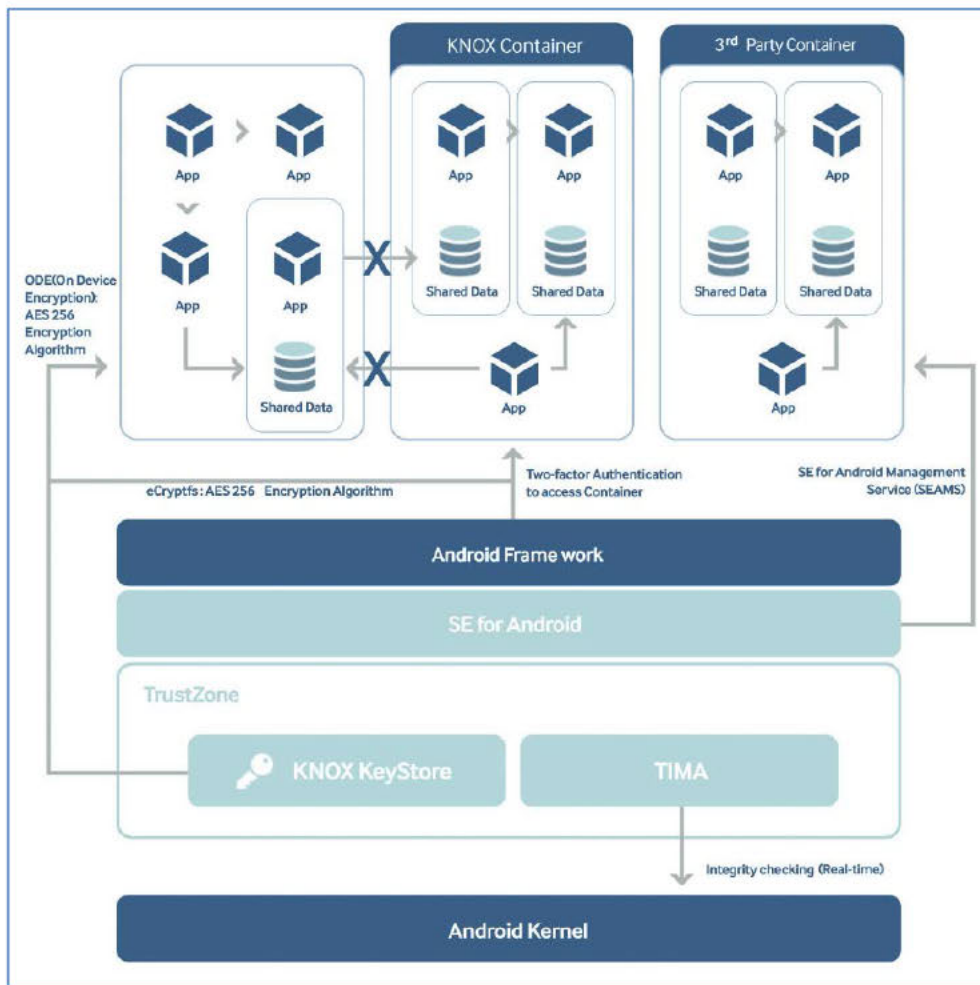 KNOX Container
3rd Party Container
App
App
App
App
App
App
App
App
Shared Data
Shared Data
Shared Data
Shared Data
ODE(On Device
Encryption):
AES 256
Encryption
Algorithm
Shared Data
App
App
eCryptfs: AES 256 Encryption Algorithm
Two-factor Authentication
to access Container
SE for Android Management
Service (SEAMS)
Android Frame work
SE for Android
TrustZone
KNOX KeyStore
TIMA
Integrity checking (Real-time)
Android Kernel